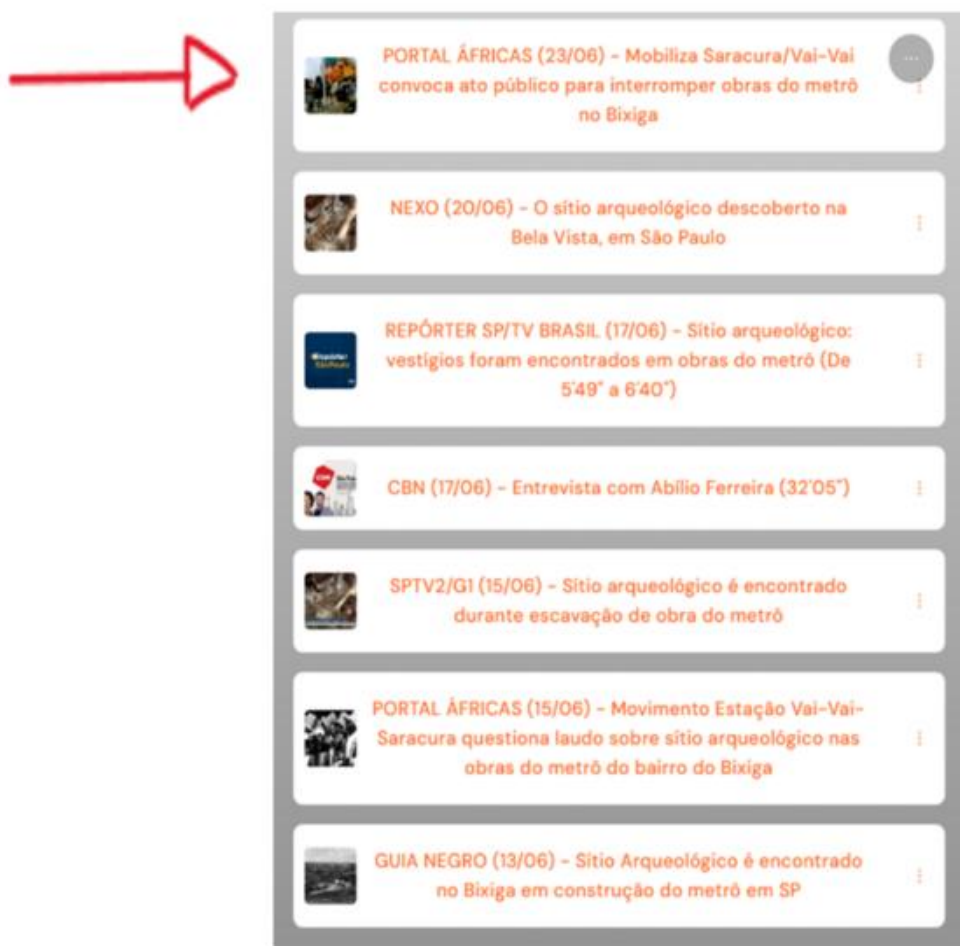 PORTAL ÁFRICAS (23/06) - Mobiliza Saracura/Vai-Vai
convoca ato público para interromper obras do metrô
no Bixiga
NEXO (20/06) - O sítio arqueológico descoberto na
Bela Vista, em São Paulo
REPÓRTER SP/TV BRASIL (17/06) - Sítio arqueológico:
vestígios foram encontrados em obras do metrô (De
5'49" a 6'40")
Repórter
São Paulo
CBN
CBN (17/06) - Entrevista com Abílio Ferreira (32'05")
SPTV2/G1 (15/06) - Sítio arqueológico é encontrado
durante escavação de obra do metrô
PORTAL ÁFRICAS (15/06) - Movimento Estação Vai-Vai-
Saracura questiona laudo sobre sítio arqueológico nas
obras do metrô do bairro do Bixiga
GUIA NEGRO (13/06) - Sítio Arqueológico é encontrado
no Bixiga em construção do metrô em SP